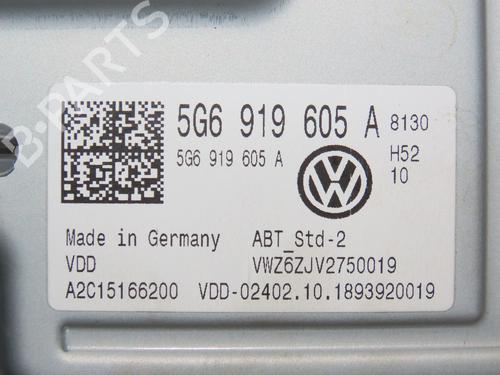 B-PARTS
5G6 919 605 A 8130
5G6 919 605 A H52
10
Made in Germany ABT_Std-2
VDD VWZ6ZJV2750019
A2C15166200 VDD-02402.10.1893920019